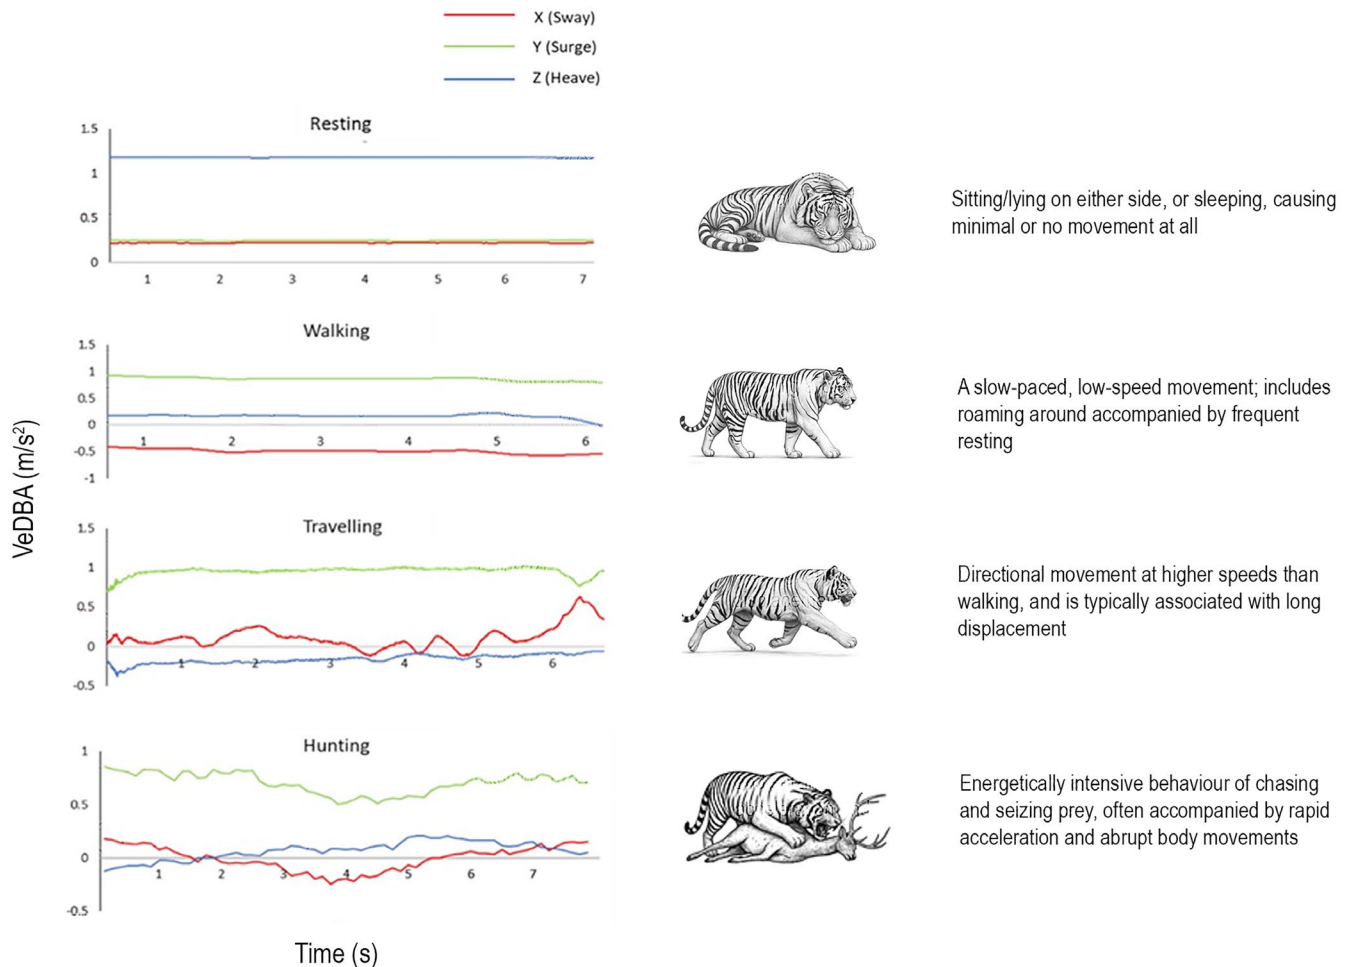 X (Sway)
Y (Surge)
Z (Heave)
Resting
1.5
1
0.5
0
1 2 3 4 5 6 7
Sitting/lying on either side, or sleeping, causing
minimal or no movement at all
Walking
1.5
1
0.5
0
-0.5
-1
1 2 3 4 5 6
A slow-paced, low-speed movement; includes
roaming around accompanied by frequent
resting
VeDBA (m/s²)
Travelling
1.5
1
0.5
0
-0.5
1 2 3 4 5 6
Directional movement at higher speeds than
walking, and is typically associated with long
displacement
Hunting
1
0.5
0
-0.5
1 2 3 4 5 6 7
Energetically intensive behaviour of chasing
and seizing prey, often accompanied by rapid
acceleration and abrupt body movements
Time (s)